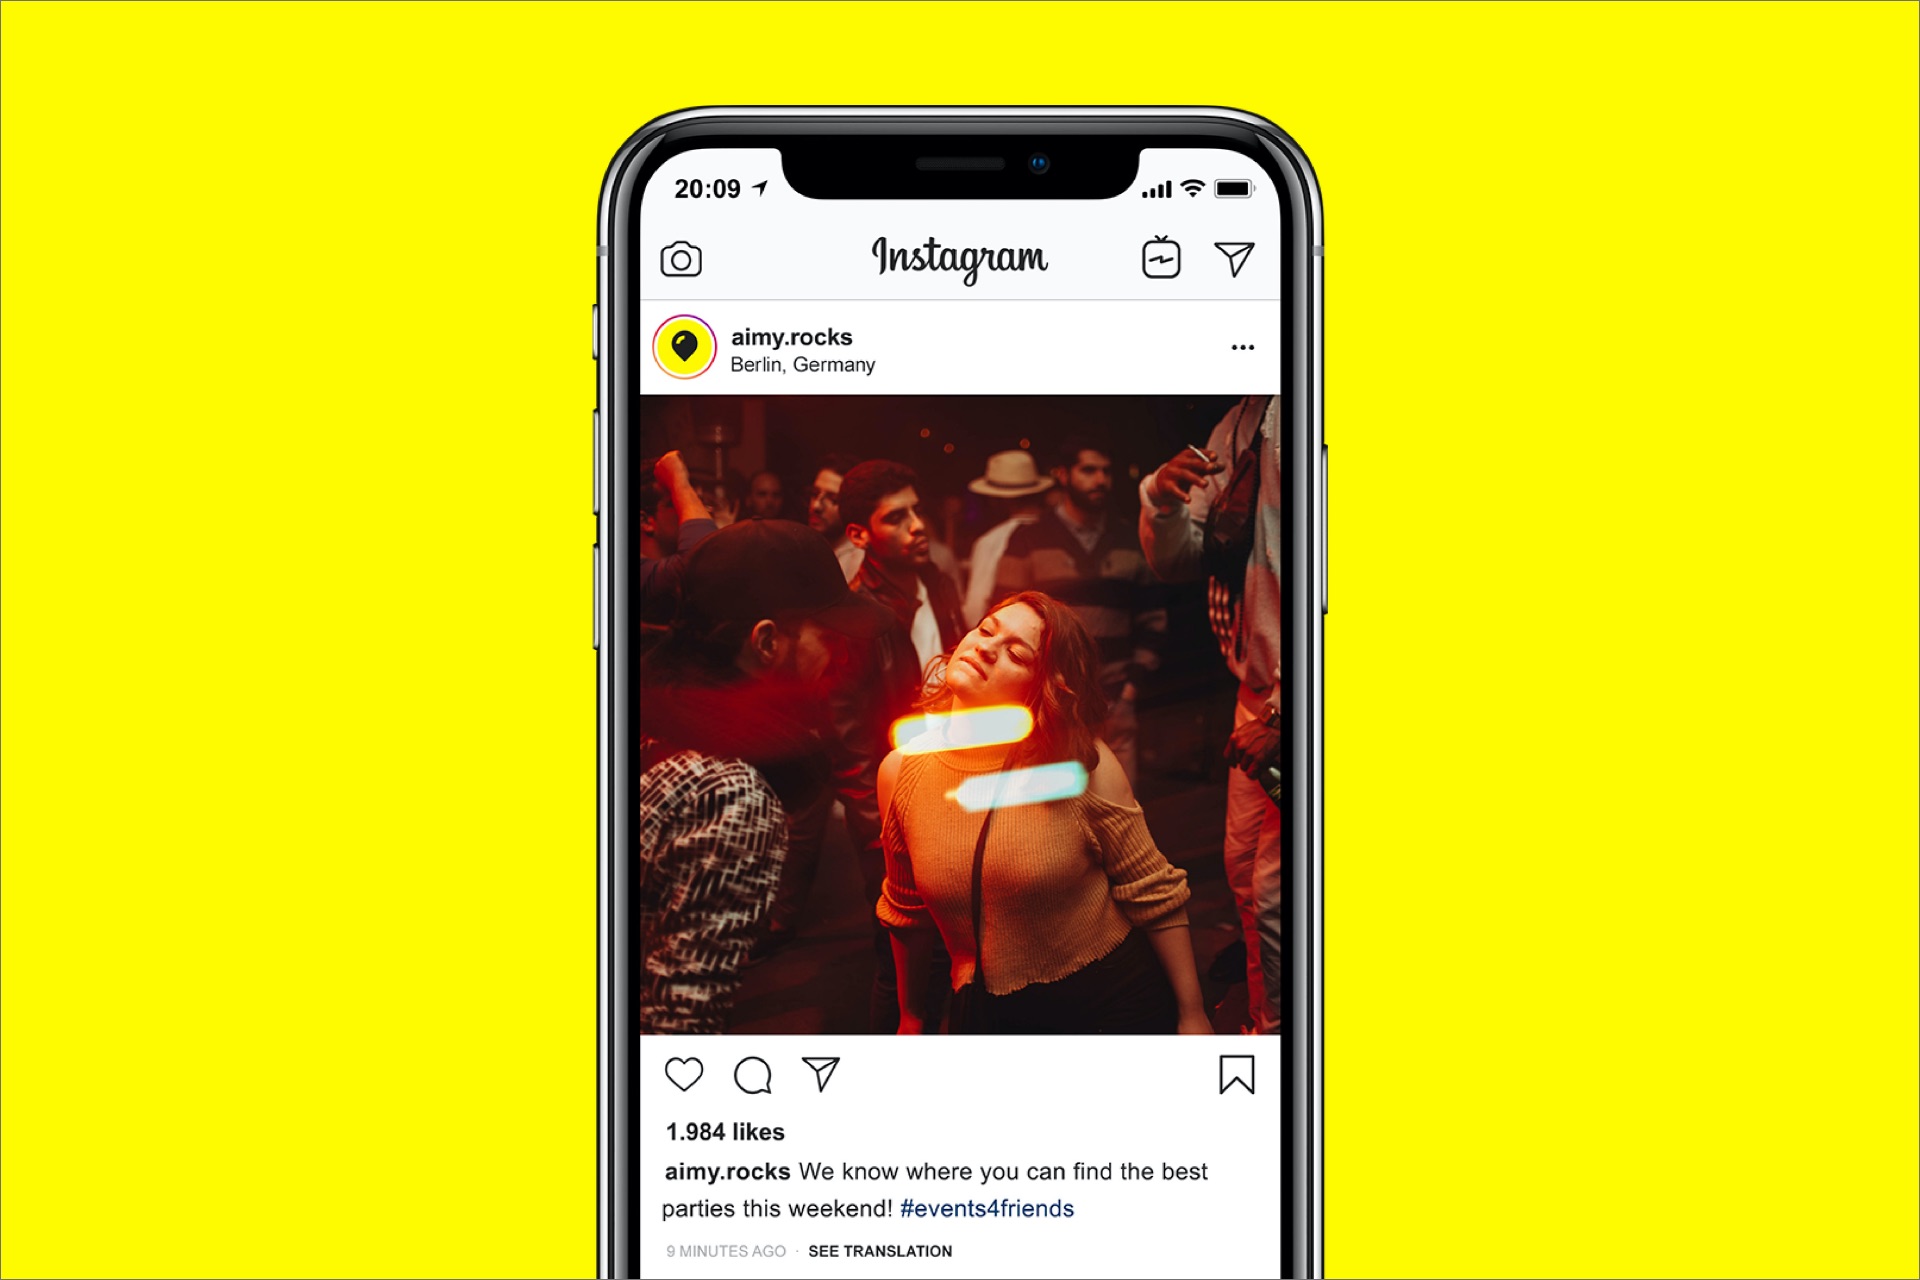 20:09
Instagram
aimy.rocks
Berlin, Germany
1.984 likes
aimy.rocks We know where you can find the best
parties this weekend! #events4friends
9 MINUTES AGO · SEE TRANSLATION